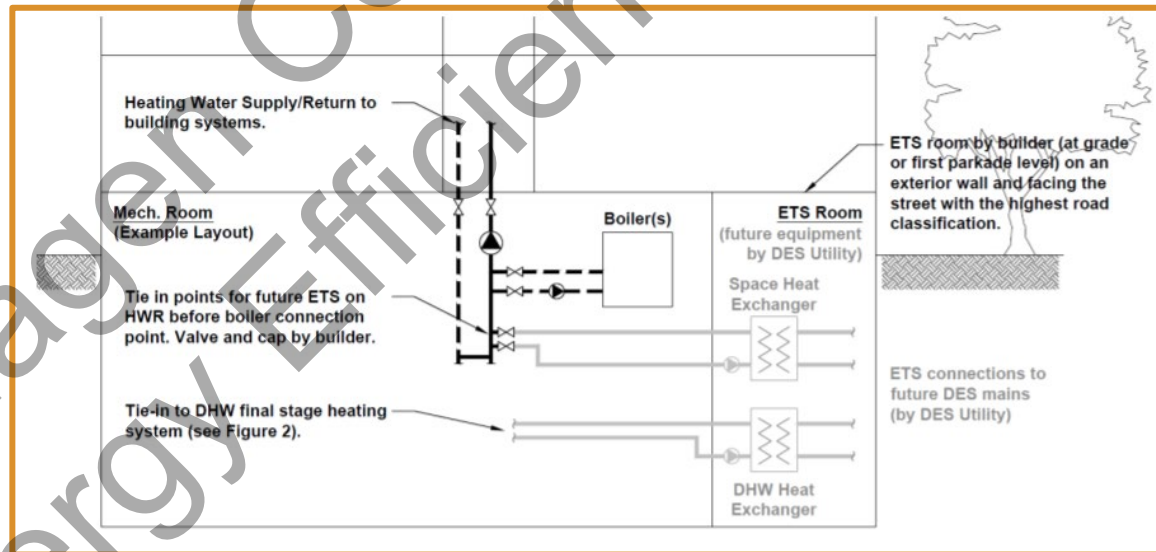 Heating Water Supply/Return to
building systems.
ETS room by builder (at grade
or first parkade level) on an
exterior wall and facing the
street with the highest road
classification.
Mech. Room
(Example Layout)
Boiler(s)
ETS Room
(future equipment
by DES Utility)
Space Heat
Exchanger
Tie in points for future ETS on
HWR before boiler connection
point. Valve and cap by builder.
ETS connections to
future DES mains
(by DES Utility)
Tie-in to DHW final stage heating
system (see Figure 2).
DHW Heat
Exchanger